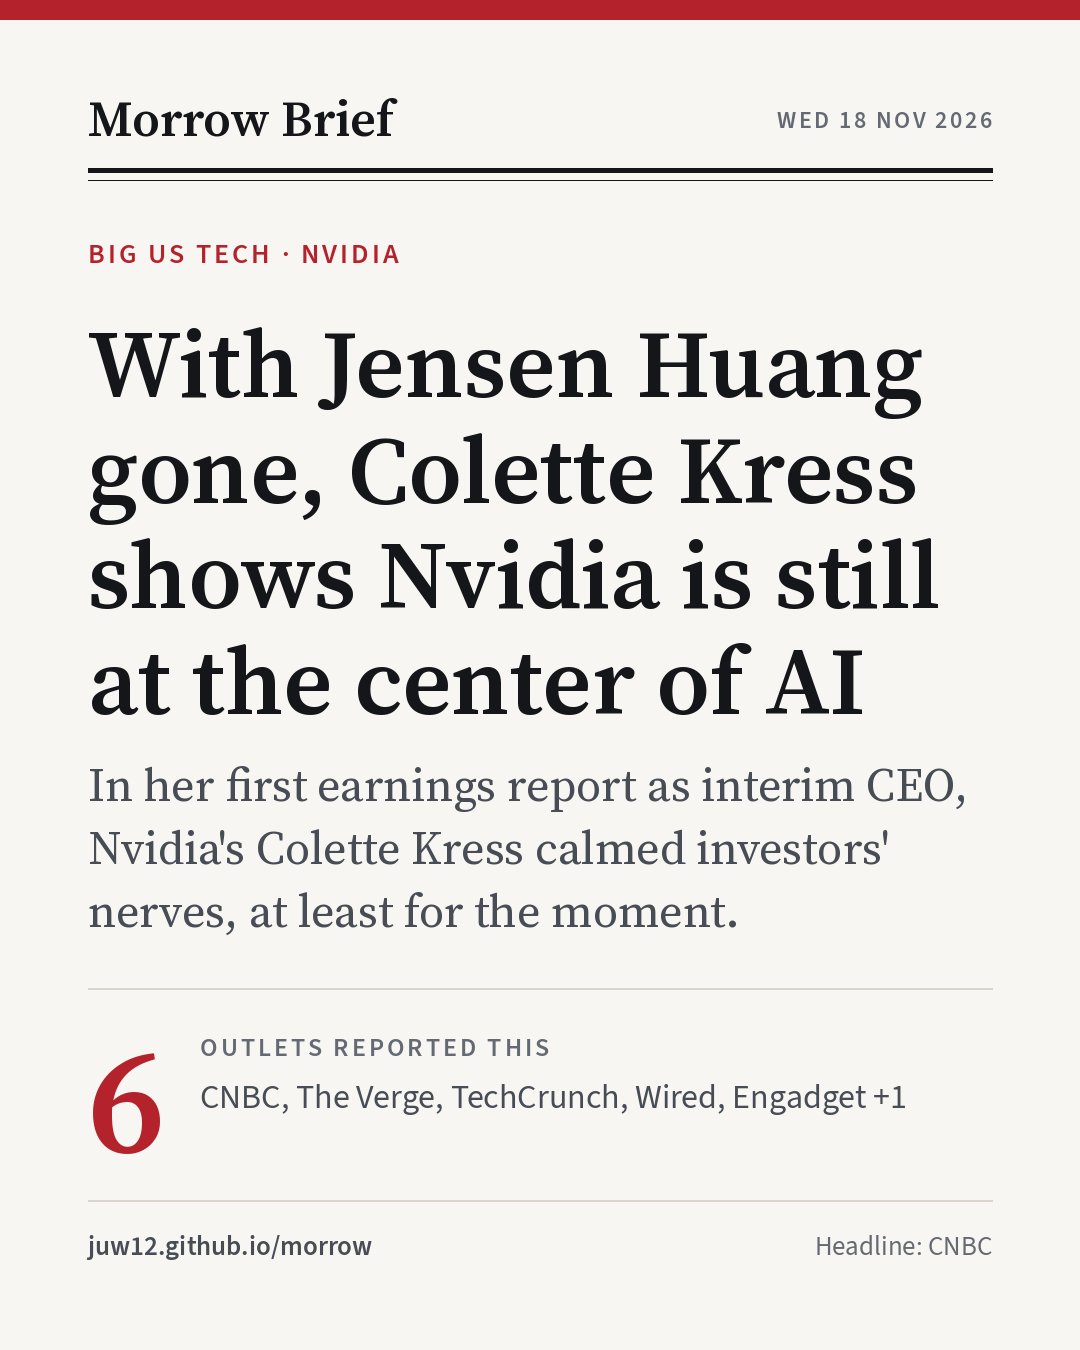 Morrow Brief
WED 18 NOV 2026
BIG US TECH · NVIDIA
With Jensen Huang
gone, Colette Kress
shows Nvidia is still
at the center of AI
In her first earnings report as interim CEO,
Nvidia's Colette Kress calmed investors'
nerves, at least for the moment.
6
OUTLETS REPORTED THIS
CNBC, The Verge, TechCrunch, Wired, Engadget +1
juw12.github.io/morrow
Headline: CNBC